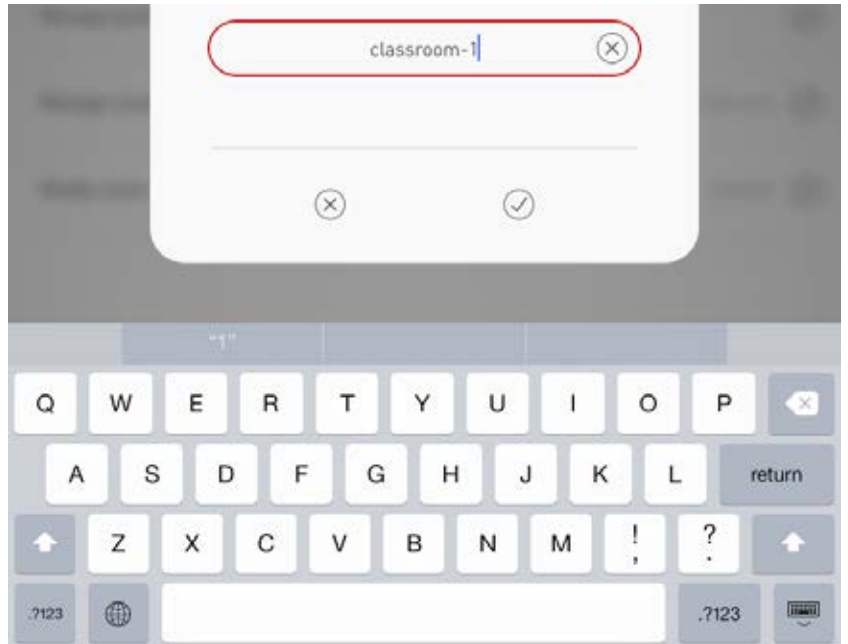 classroom-1
"1"
Q W E R T Y U I O P
A S D F G H J K L return
Z X C V B N M ! , ? .
.?123 .?123